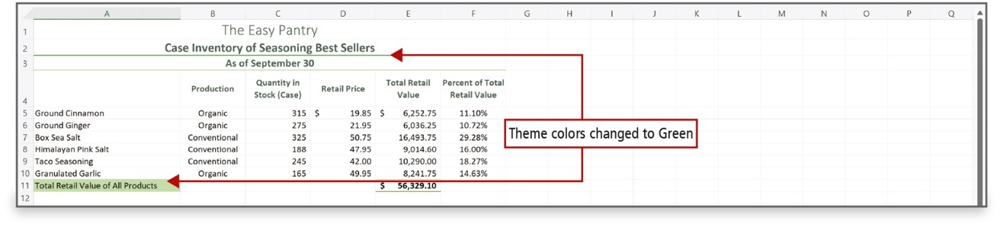 A B C D E F G H I J K L M N O P Q
1 The Easy Pantry
2 Case Inventory of Seasoning Best Sellers
3 As of September 30
Production Quantity in Stock (Case) Retail Price Total Retail Value Percent of Total Retail Value
4
5 Ground Cinnamon Organic 315 $ 19.85 $ 6,252.75 11.10%
6 Ground Ginger Organic 275 21.95 6,036.25 10.72%
7 Box Sea Salt Conventional 325 50.75 16,493.75 29.28%
8 Himalayan Pink Salt Conventional 188 47.95 9,014.60 16.00%
9 Taco Seasoning Conventional 245 42.00 10,290.00 18.27%
10 Granulated Garlic Organic 165 49.95 8,241.75 14.63%
11 Total Retail Value of All Products $ 56,329.10
12
Theme colors changed to Green